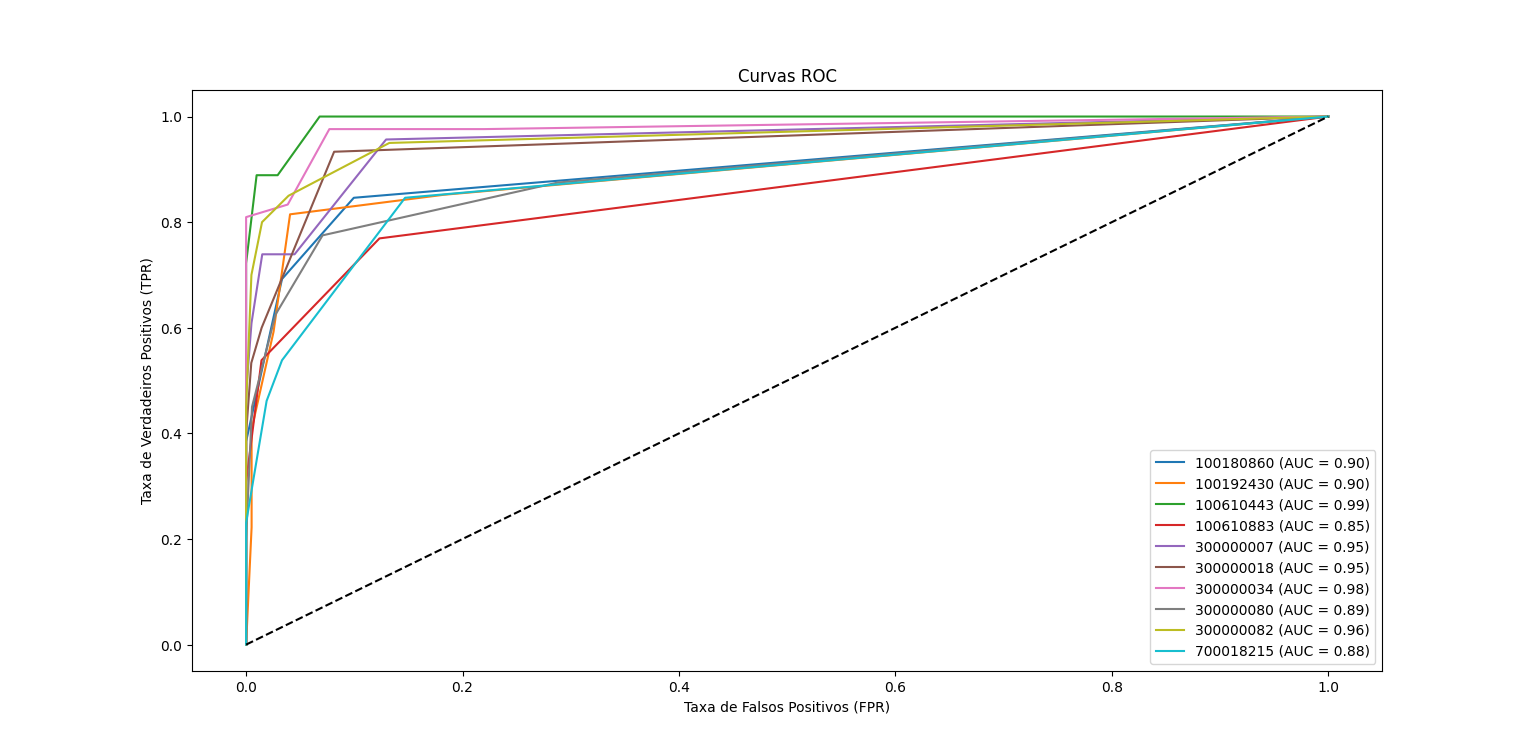 Curvas ROC
Taxa de Verdadeiros Positivos (TPR)
1.0
0.8
0.6
0.4
0.2
0.0
100180860 (AUC = 0.90)
100192430 (AUC = 0.90)
100610443 (AUC = 0.99)
100610883 (AUC = 0.85)
300000007 (AUC = 0.95)
300000018 (AUC = 0.95)
300000034 (AUC = 0.98)
300000080 (AUC = 0.89)
300000082 (AUC = 0.96)
700018215 (AUC = 0.88)
0.0 0.2 0.4 0.6 0.8 1.0
Taxa de Falsos Positivos (FPR)